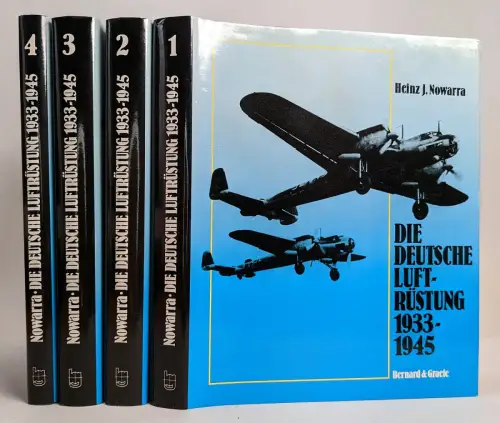 4
Nowarra · DIE DEUTSCHE LUFTRÜSTUNG 1933-1945
3
Nowarra · DIE DEUTSCHE LUFTRÜSTUNG 1933-1945
2
Nowarra · DIE DEUTSCHE LUFTRÜSTUNG 1933-1945
1
Nowarra · DIE DEUTSCHE LUFTRÜSTUNG 1933-1945
Heinz J. Nowarra
DIE
DEUTSCHE
LUFT-
RÜSTUNG
1933-
1945
Bernard & Graefe